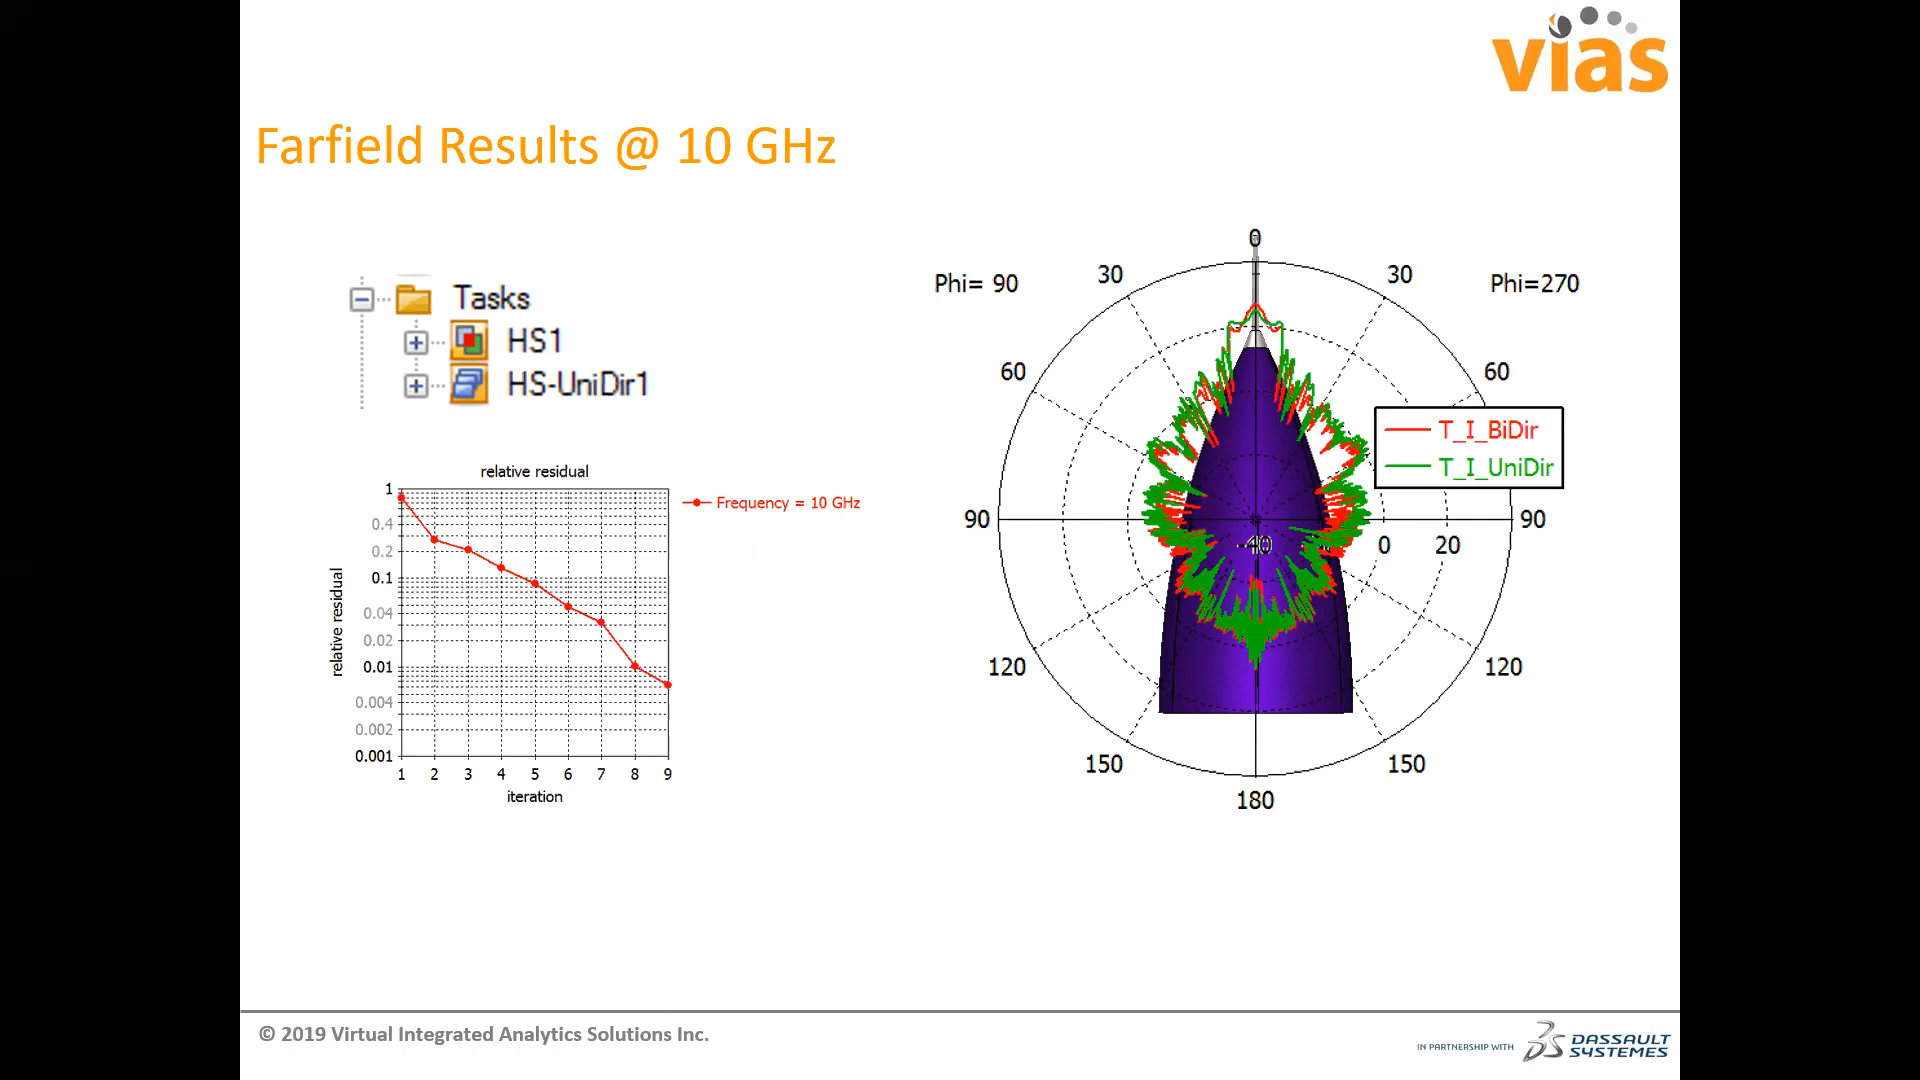 vias
Farfield Results @ 10 GHz
Tasks
HS1
HS-UniDir1
relative residual
Frequency = 10 GHz
relative residual
1
0.4
0.2
0.1
0.04
0.02
0.01
0.004
0.002
0.001
1 2 3 4 5 6 7 8 9
iteration
0
Phi= 90 30 30 Phi=270
60 60
T_I_BiDir
T_I_UniDir
90 90
-40 0 20
120 120
150 150
180
© 2019 Virtual Integrated Analytics Solutions Inc.
IN PARTNERSHIP WITH
DASSAULT
SYSTEMES